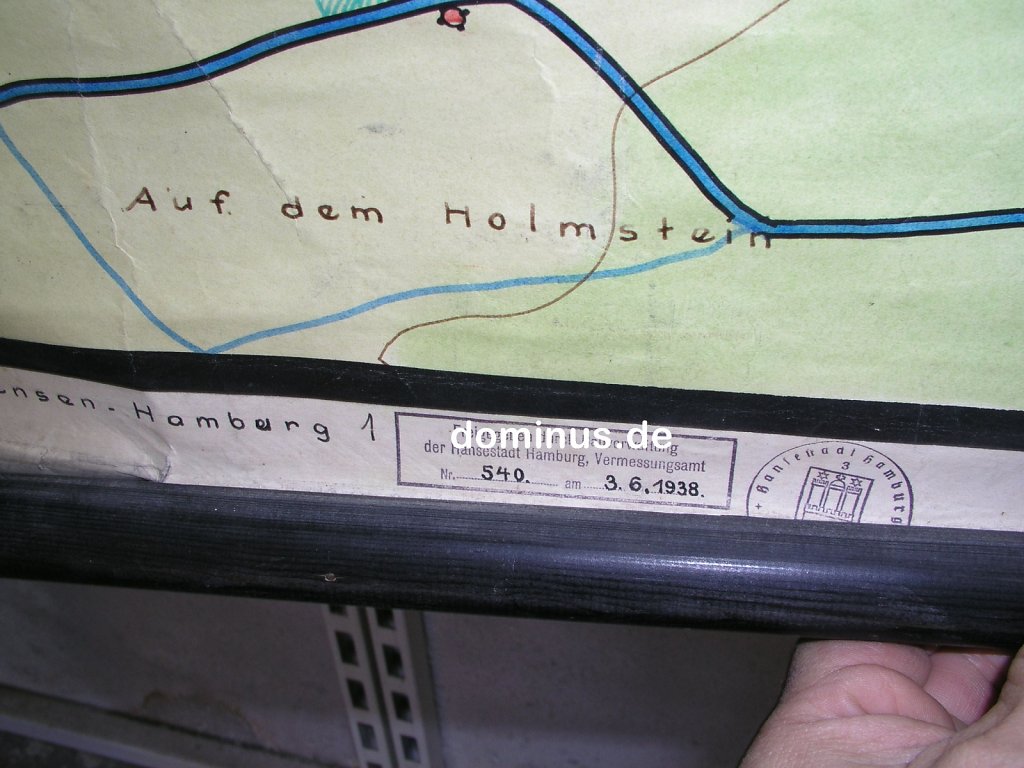 Auf dem Holmstein
nsen-Hamburg 1
dominus.de
der Hansestadt Hamburg, Vermessungsamt
Nr. 540. am 3.6.1938.
+ Hansestadt Hamburg
3